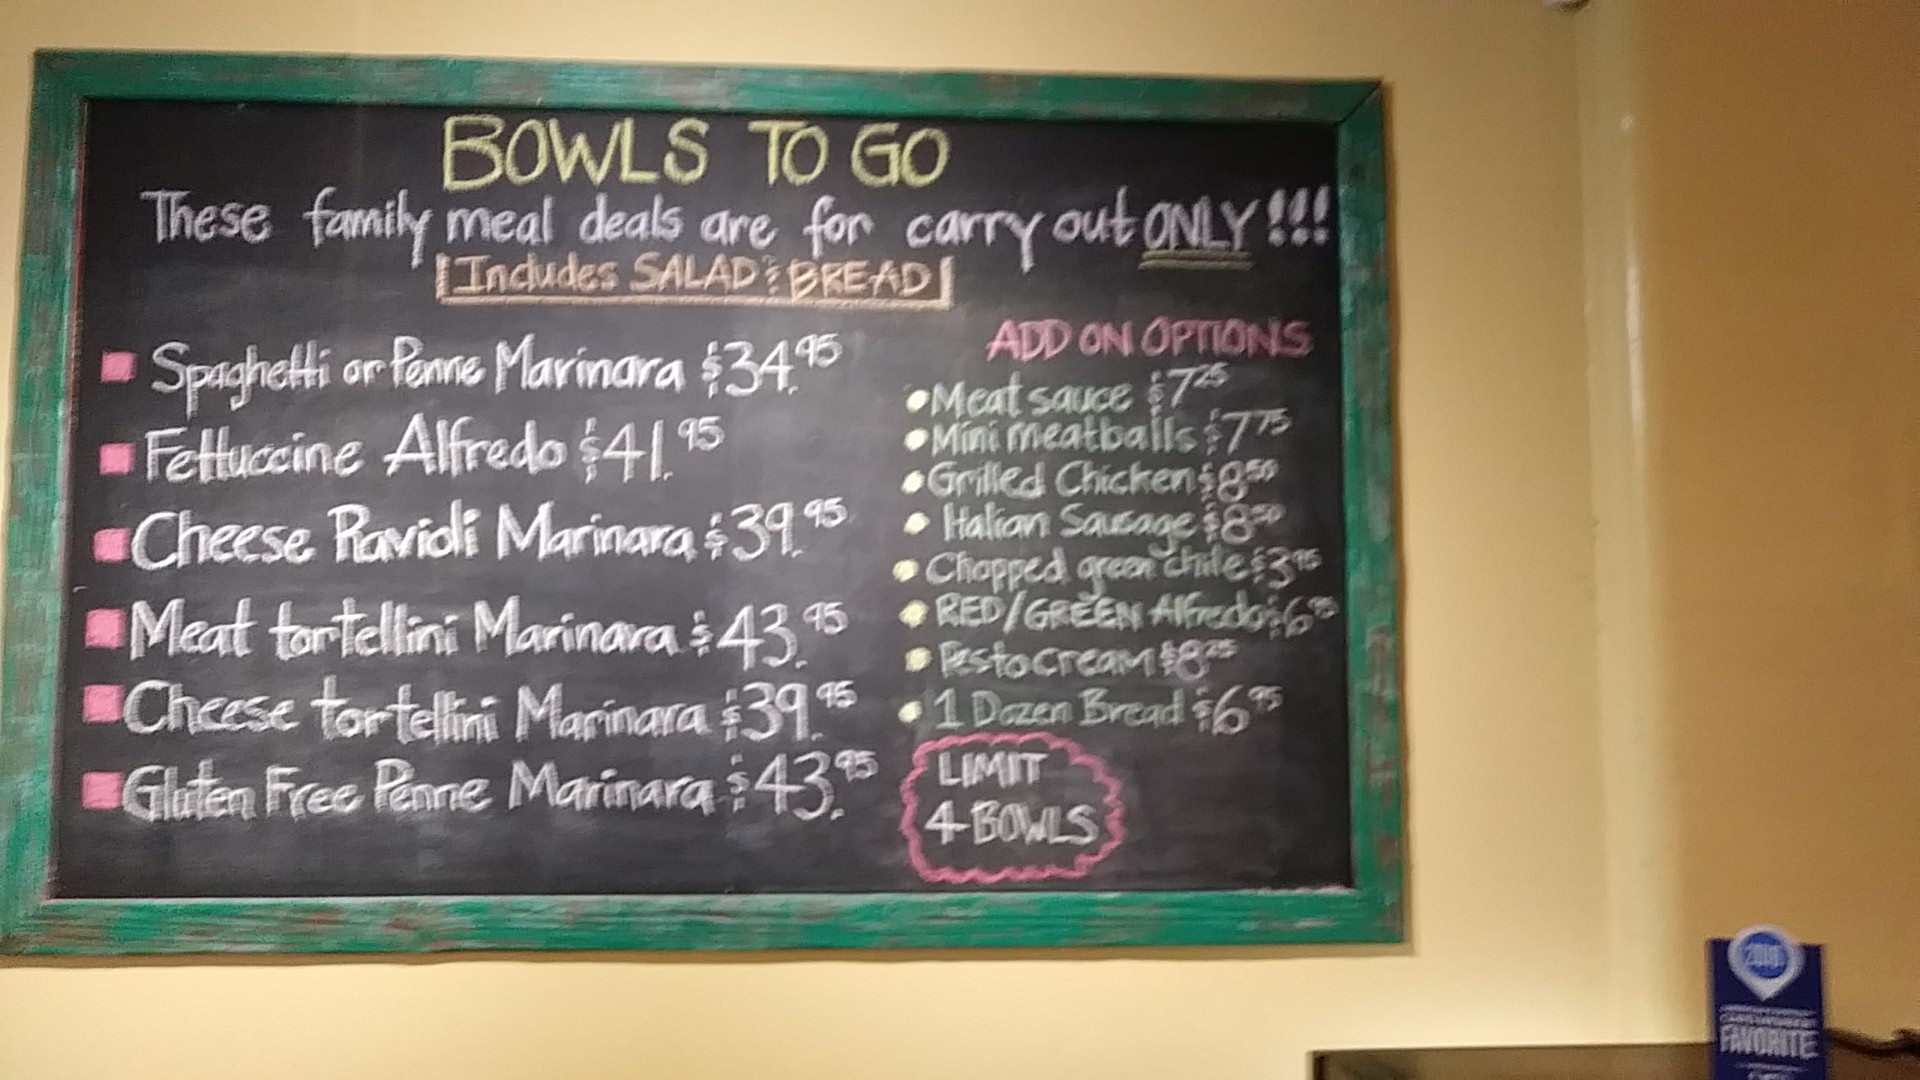 BOWLS TO GO
These family meal deals are for carry out ONLY!!!
Includes SALAD & BREAD
Spaghetti or Penne Marinara $34.95
Fettuccine Alfredo $41.95
Cheese Ravioli Marinara $39.95
Meat tortellini Marinara $43.95
Cheese tortellini Marinara $39.95
Gluten Free Penne Marinara $43.95
ADD ON OPTIONS
Meat sauce $7.25
Mini meatballs $7.75
Grilled Chicken $8.50
Italian Sausage $8.50
Chopped green chile $3.95
RED/GREEN Alfredo
Pesto cream $8.25
1 Dozen Bread $6.95
LIMIT
4 BOWLS
FAVORITE